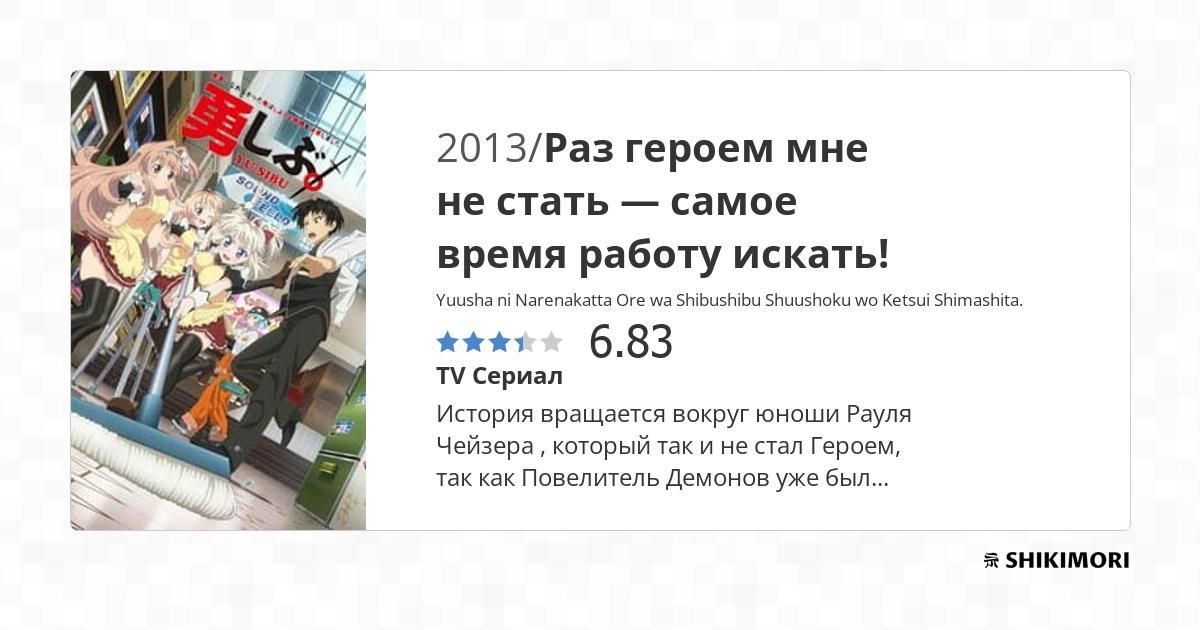 勇しぶ。
YU-SIBU
SOUND
2013/Раз героем мне
не стать — самое
время работу искать!
Yuusha ni Narenakatta Ore wa Shibushibu Shuushoku wo Ketsui Shimashita.
6.83
TV Сериал
История вращается вокруг юноши Рауля
Чейзера , который так и не стал Героем,
так как Повелитель Демонов уже был...
SHIKIMORI